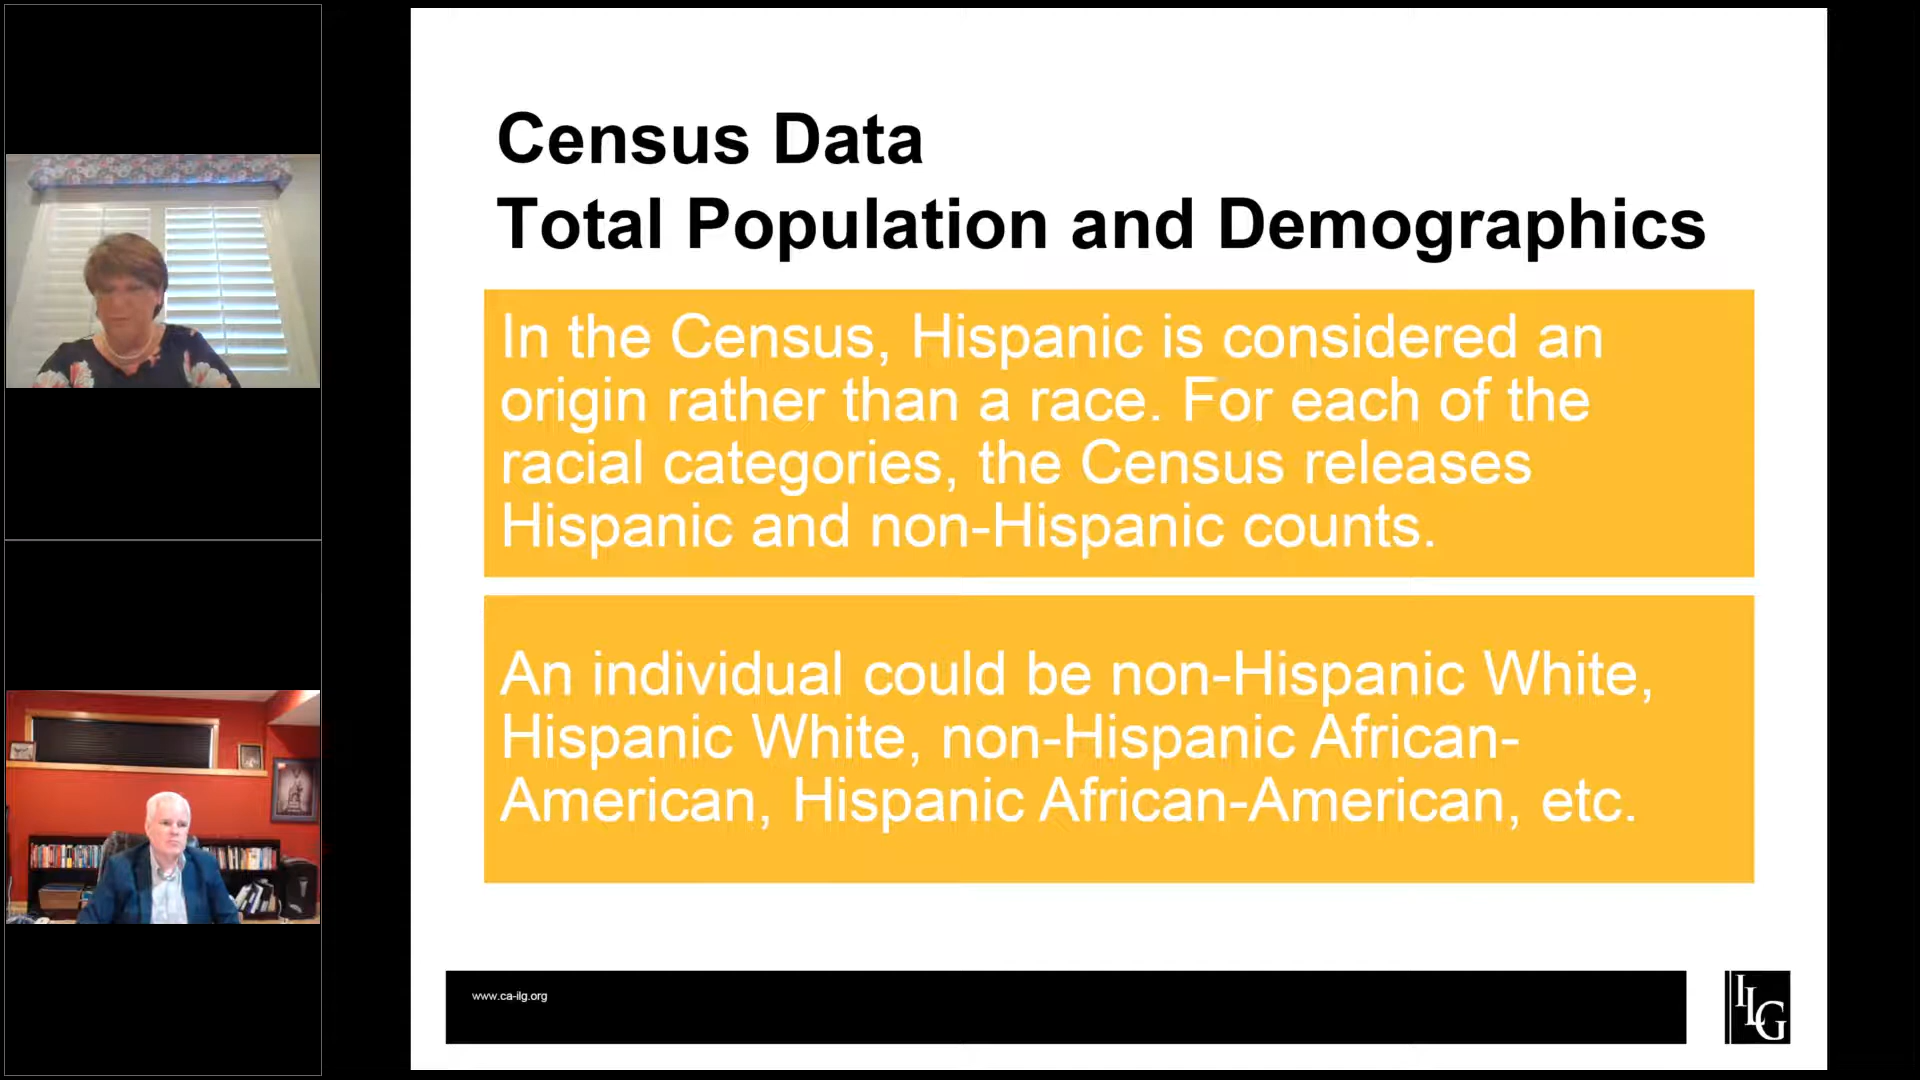 Census Data
Total Population and Demographics
In the Census, Hispanic is considered an
origin rather than a race. For each of the
racial categories, the Census releases
Hispanic and non-Hispanic counts.
An individual could be non-Hispanic White,
Hispanic White, non-Hispanic African-
American, Hispanic African-American, etc.
www.ca-ilg.org
ILG